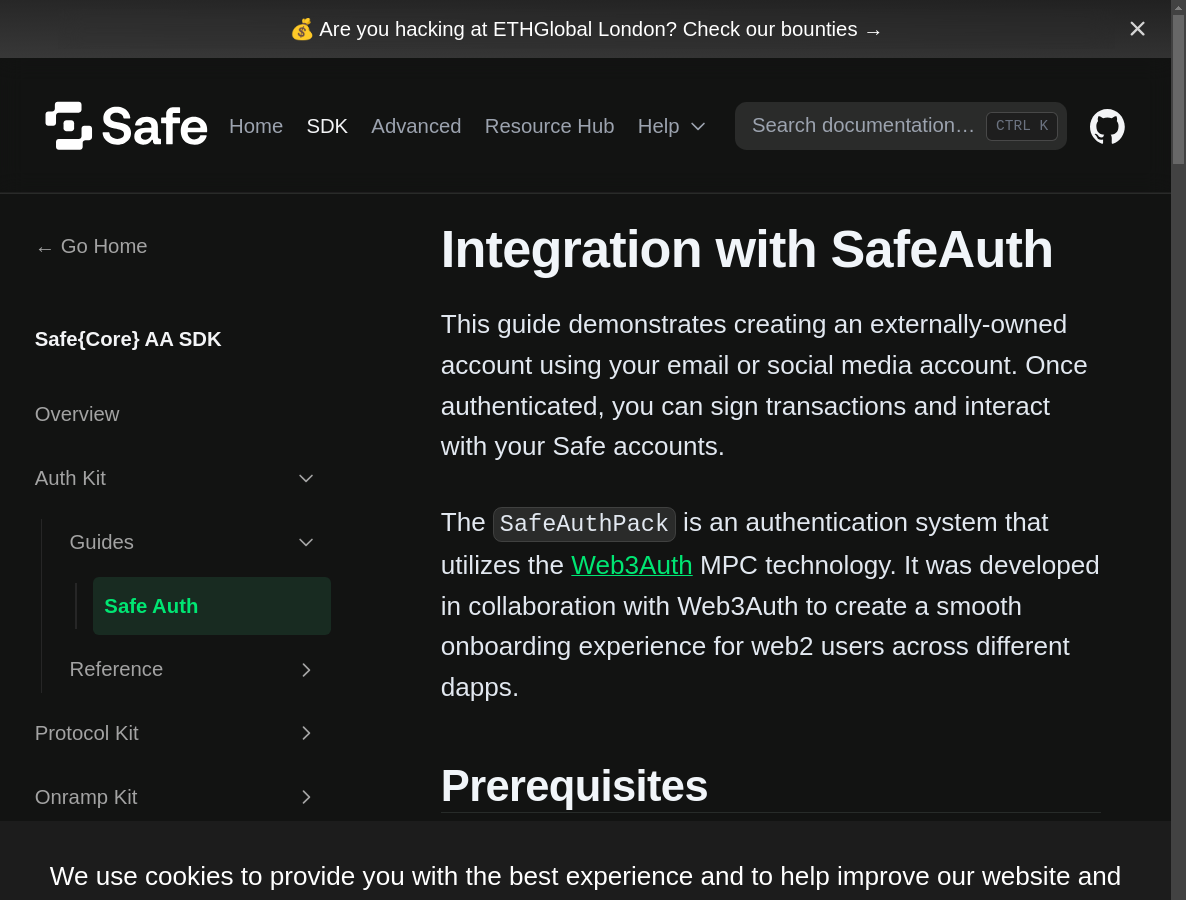 💰 Are you hacking at ETHGlobal London? Check our bounties →
Safe Home SDK Advanced Resource Hub Help Search documentation… CTRL K
← Go Home
Safe{Core} AA SDK
Overview
Auth Kit
Guides
Safe Auth
Reference
Protocol Kit
Onramp Kit
Integration with SafeAuth
This guide demonstrates creating an externally-owned
account using your email or social media account. Once
authenticated, you can sign transactions and interact
with your Safe accounts.
The SafeAuthPack is an authentication system that
utilizes the Web3Auth MPC technology. It was developed
in collaboration with Web3Auth to create a smooth
onboarding experience for web2 users across different
dapps.
Prerequisites
We use cookies to provide you with the best experience and to help improve our website and